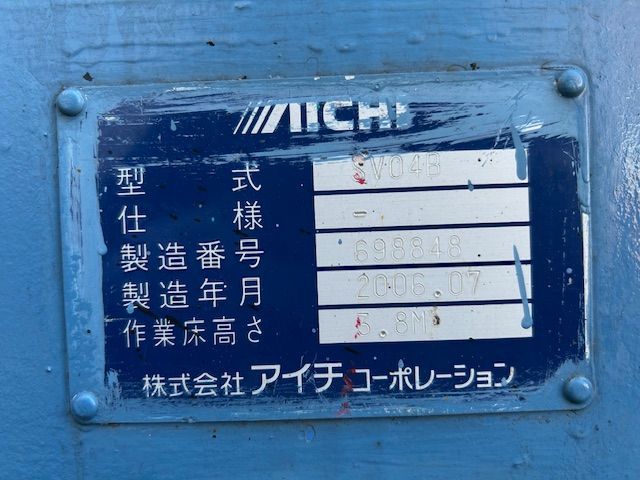 AICHI
型式 SV04B
仕様 -
製造番号 698848
製造年月 2006.07
作業床高さ 3.8M
株式会社 アイチ コーポレーション